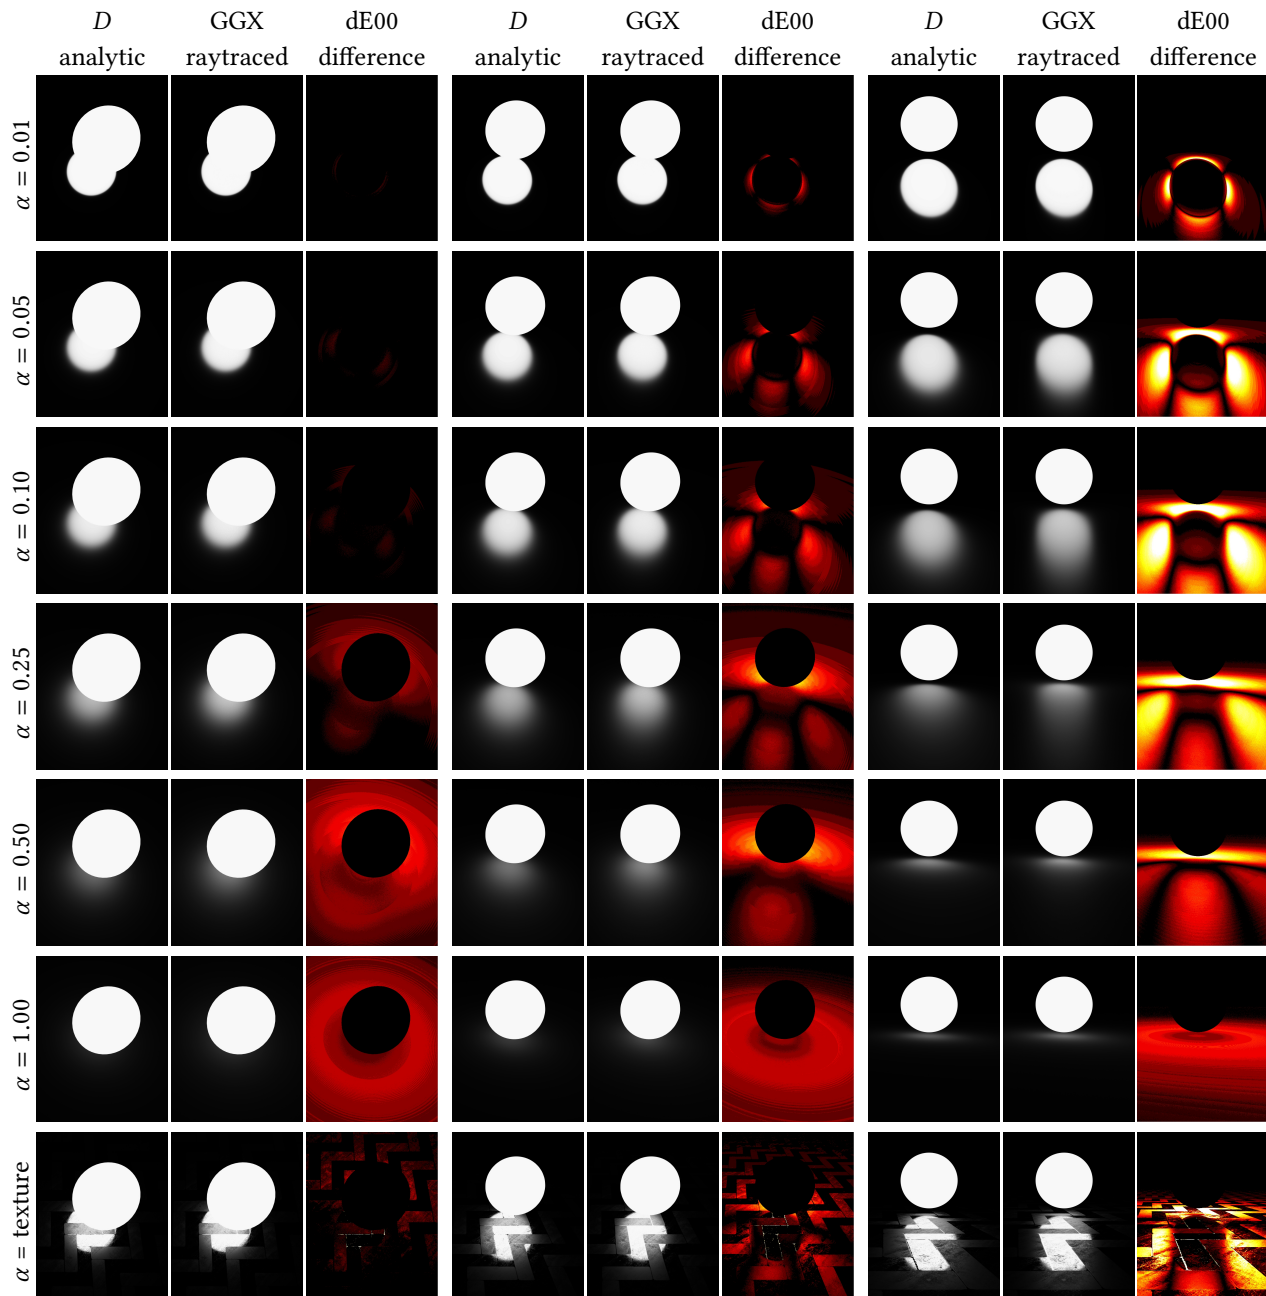 D GGX dE00 D GGX dE00 D GGX dE00
analytic raytraced difference analytic raytraced difference analytic raytraced difference
α = 0.01
α = 0.05
α = 0.10
α = 0.25
α = 0.50
α = 1.00
α = texture